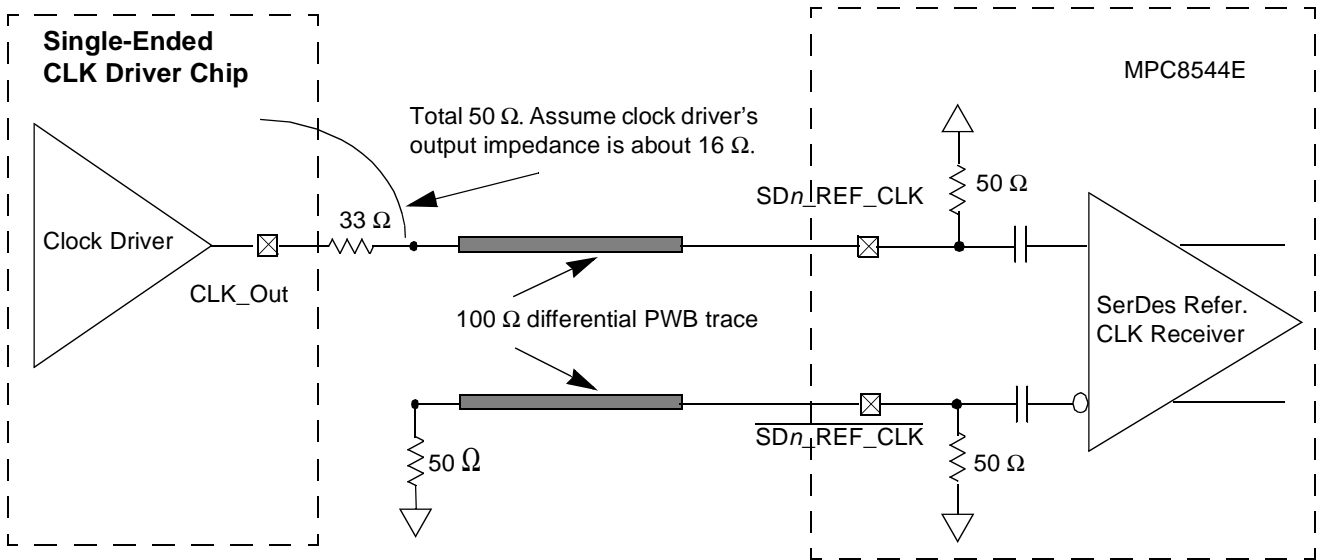 Single-Ended
CLK Driver Chip
MPC8544E
Total 50 Ω. Assume clock driver’s
output impedance is about 16 Ω.
SDn_REF_CLK
50 Ω
33 Ω
Clock Driver
CLK_Out
100 Ω differential PWB trace
SerDes Refer.
CLK Receiver
SDn_REF_CLK
50 Ω
50 Ω